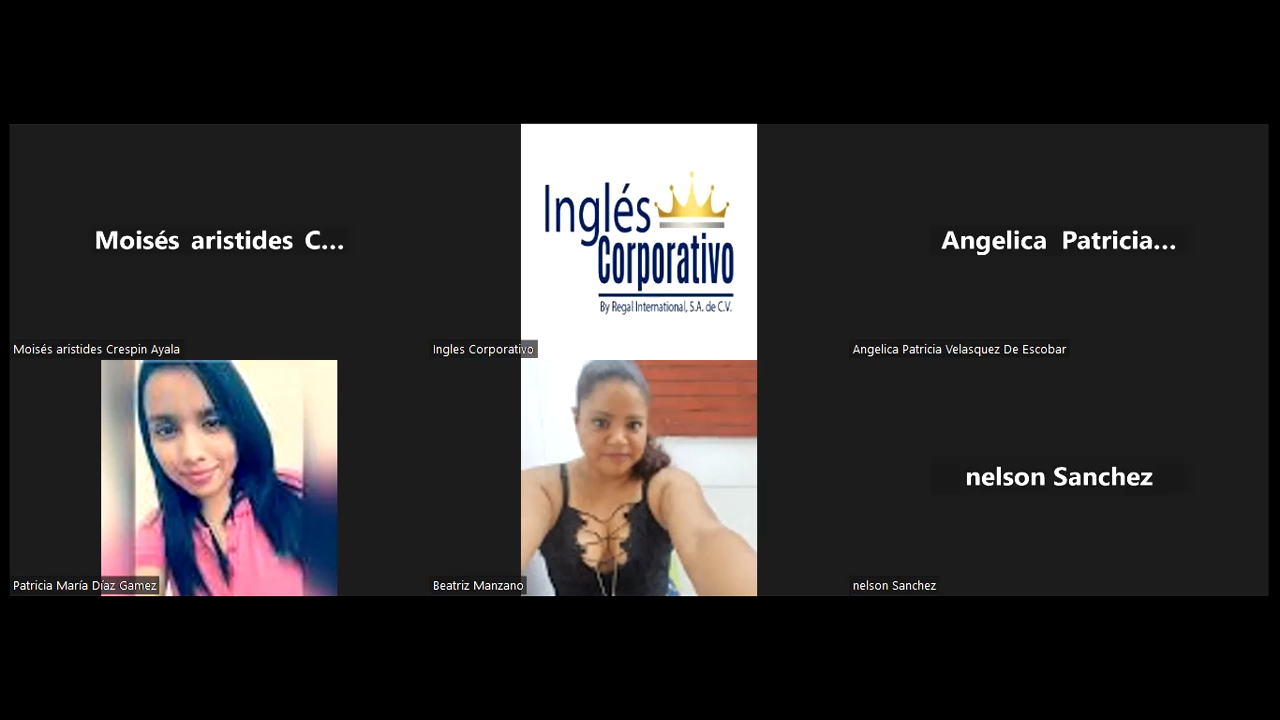 Moisés aristides C...
Inglés
Corporativo
By Regal International, S.A. de C.V.
Angelica Patricia...
Moisés aristides Crespin Ayala
Ingles Corporativo
Angelica Patricia Velasquez De Escobar
nelson Sanchez
Patricia María Díaz Gamez
Beatriz Manzano
nelson Sanchez